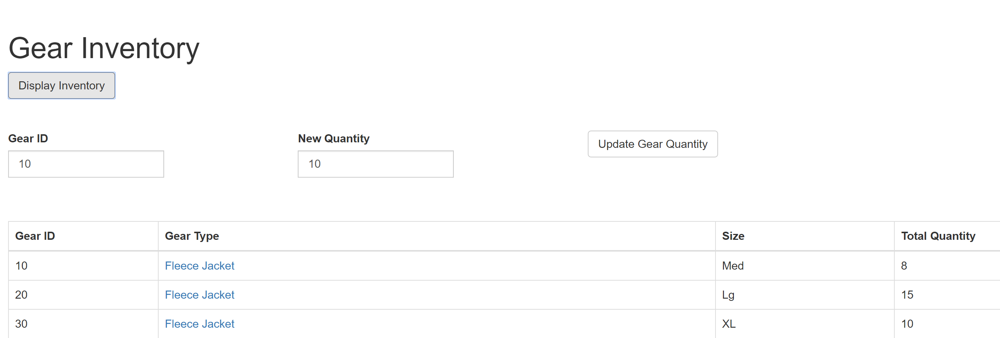 Gear Inventory
Display Inventory
Gear ID New Quantity Update Gear Quantity
10 10
Gear ID Gear Type Size Total Quantity
10 Fleece Jacket Med 8
20 Fleece Jacket Lg 15
30 Fleece Jacket XL 10